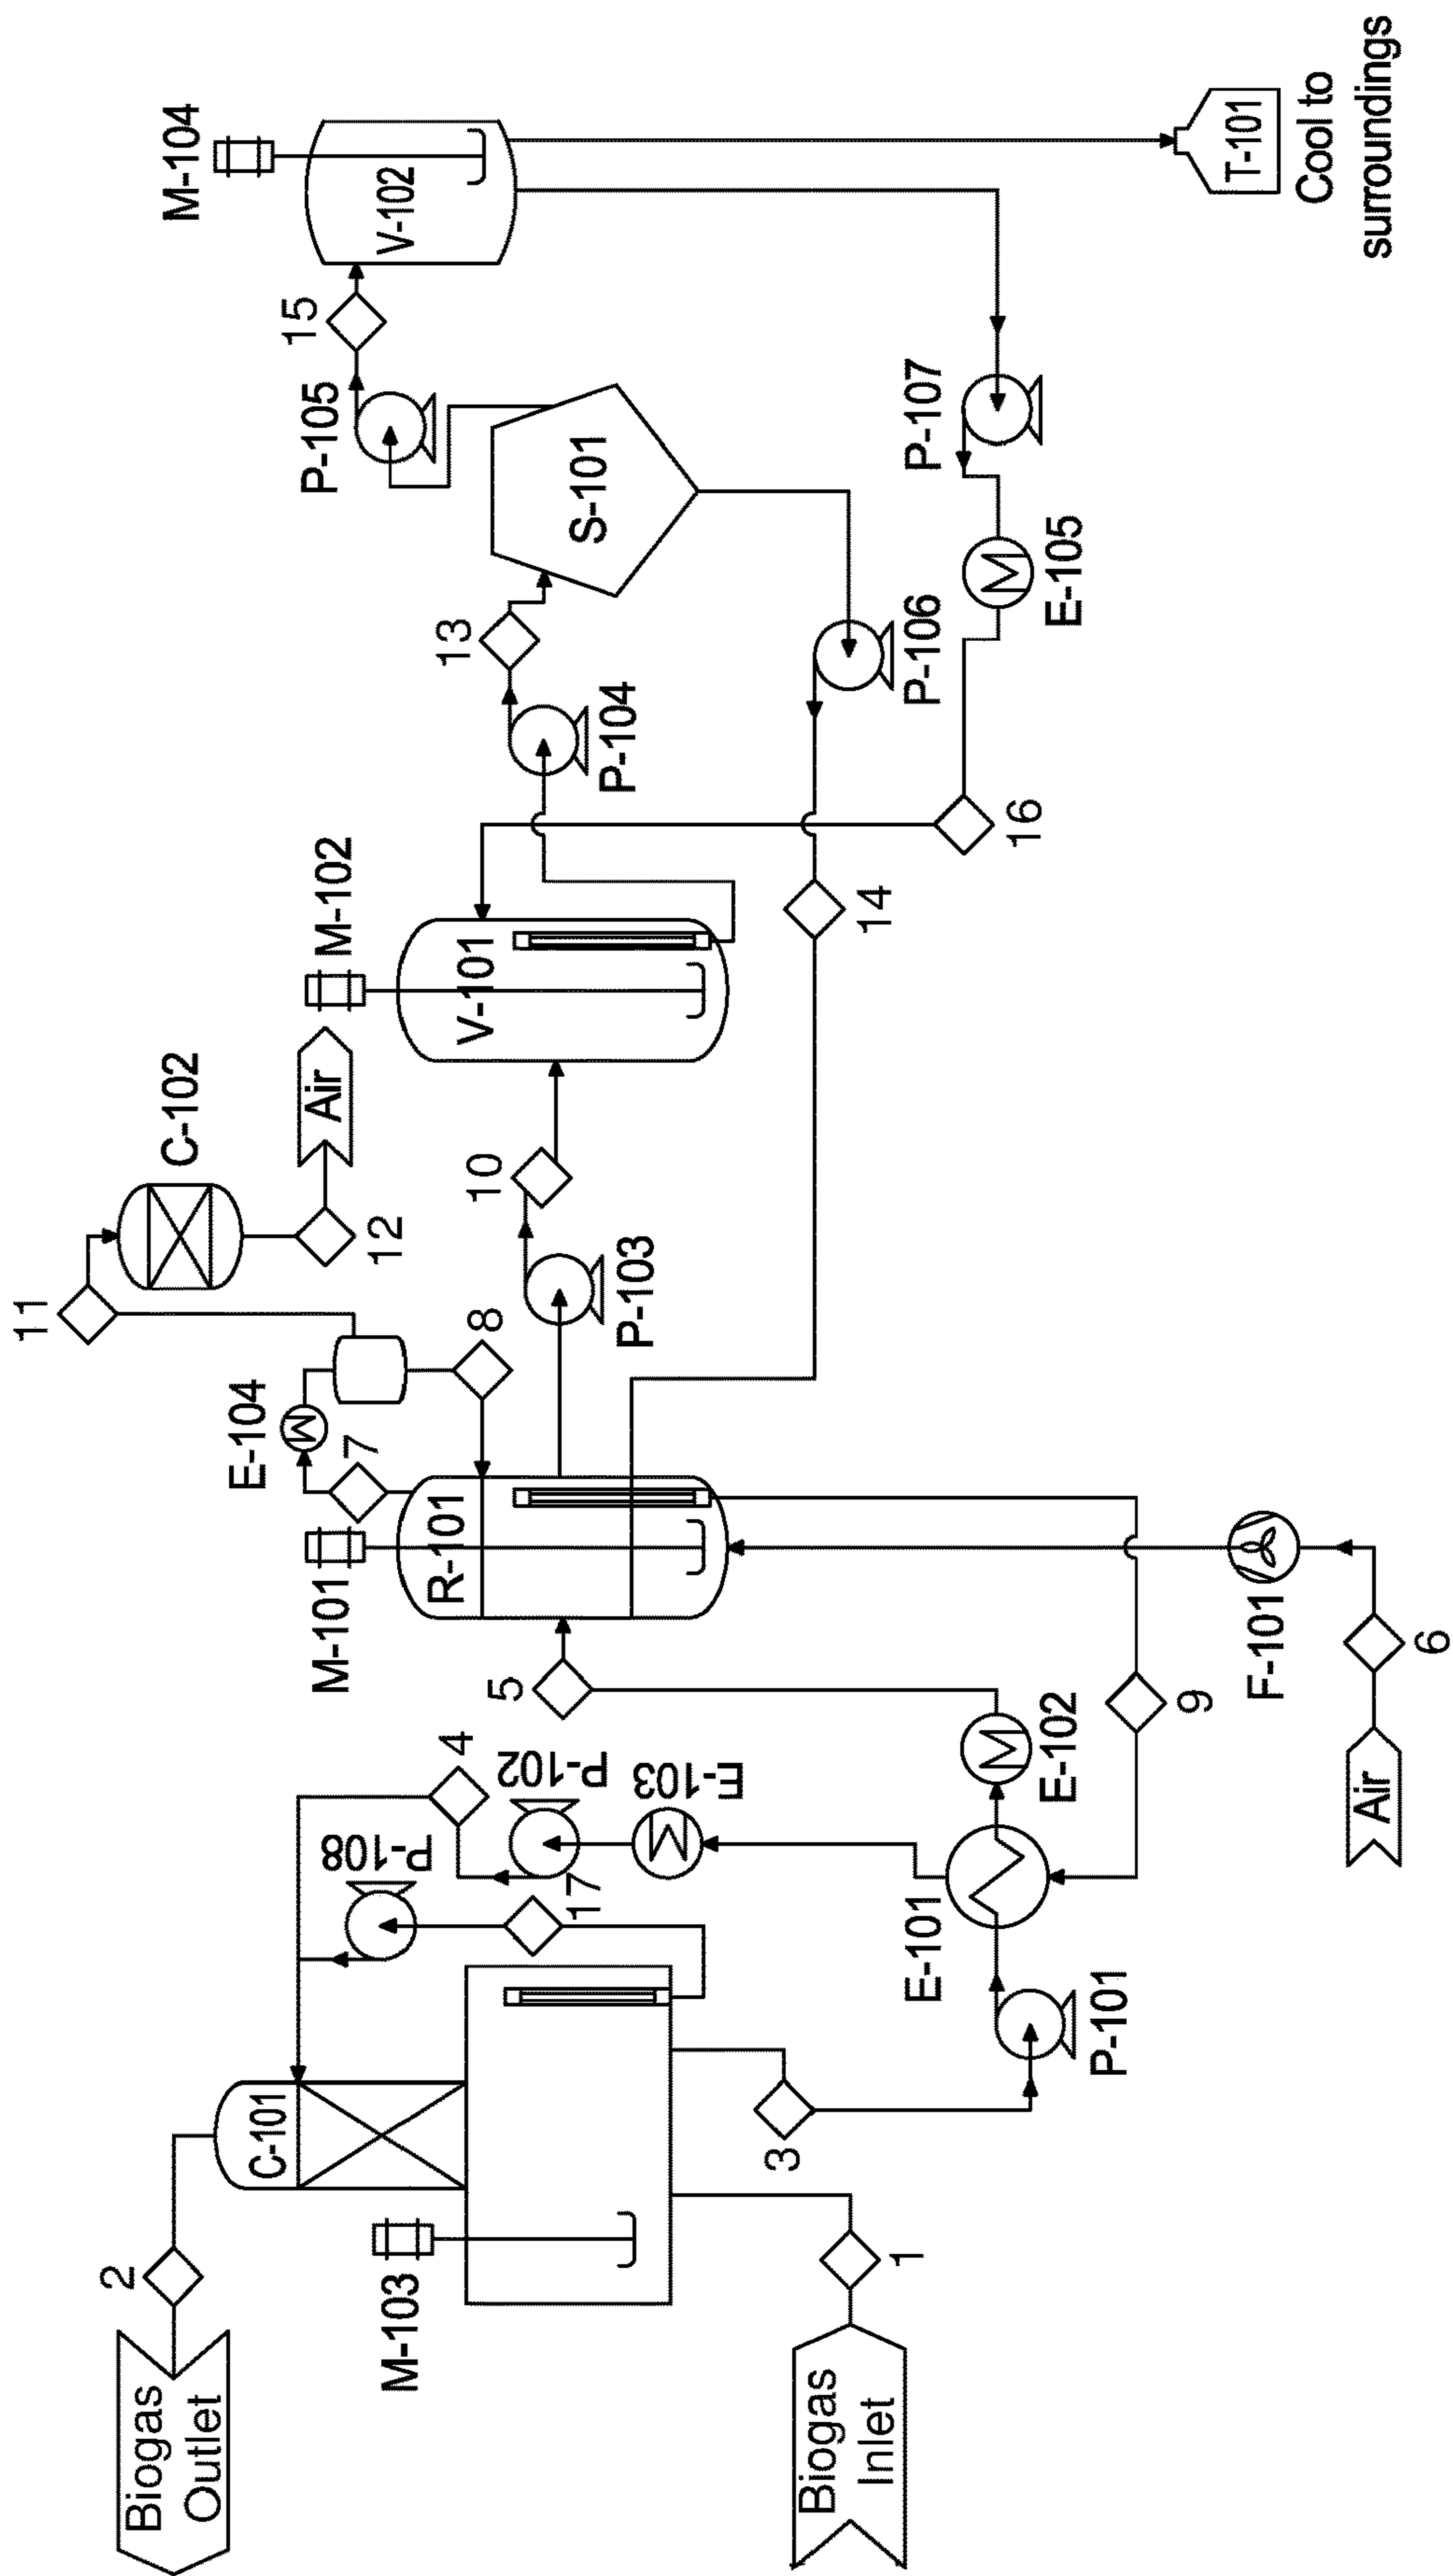 Biogas
Outlet
2
C-101
M-103
Biogas
Inlet
1
3
P-101
P-108
17
4
P-102
E-103
E-101
E-102
5
M-101
R-101
7
E-104
8
11
C-102
12
Air
9
F-101
6
Air
P-103
10
M-102
V-101
P-104
13
S-101
P-105
15
M-104
V-102
14
P-106
16
E-105
P-107
T-101
Cool to
surroundings